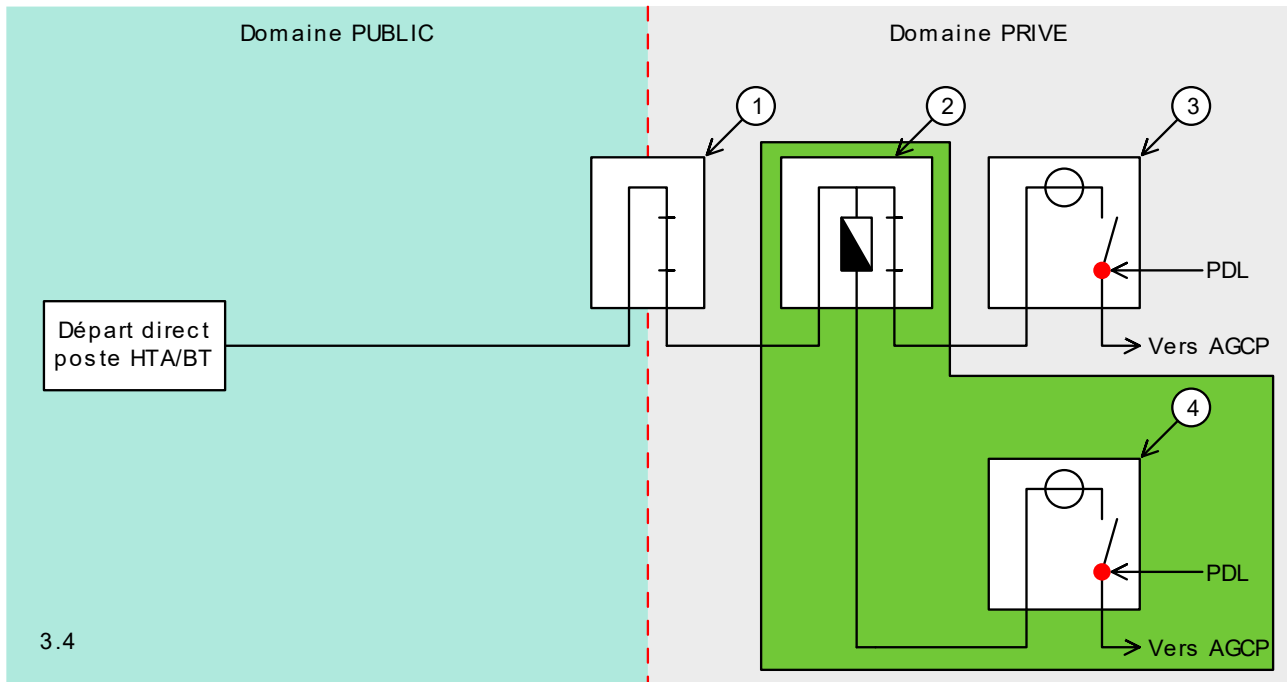 Domaine PUBLIC
Domaine PRIVE
1
2
3
PDL
Départ direct
poste HTA/BT
Vers AGCP
4
PDL
3.4
Vers AGCP